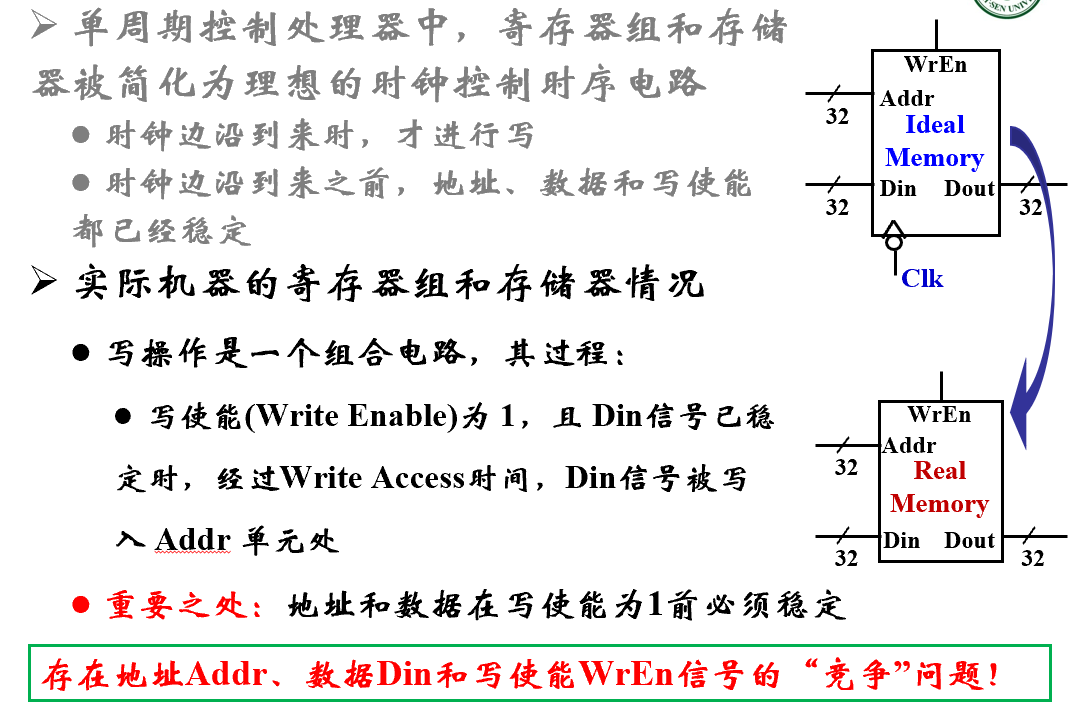 单周期控制处理器中，寄存器组和存储
器被简化为理想的时钟控制时序电路
时钟边沿到来时，才进行写
时钟边沿到来之前，地址、数据和写使能
都已经稳定
实际机器的寄存器组和存储器情况
写操作是一个组合电路，其过程：
写使能(Write Enable)为 1，且 Din信号已稳
定时，经过Write Access时间，Din信号被写
入 Addr 单元处
重要之处：地址和数据在写使能为1前必须稳定
存在地址Addr、数据Din和写使能WrEn信号的“竞争”问题！
WrEn
Addr
32
Ideal
Memory
Din Dout
32 32
Clk
WrEn
Addr
32
Real
Memory
Din Dout
32 32